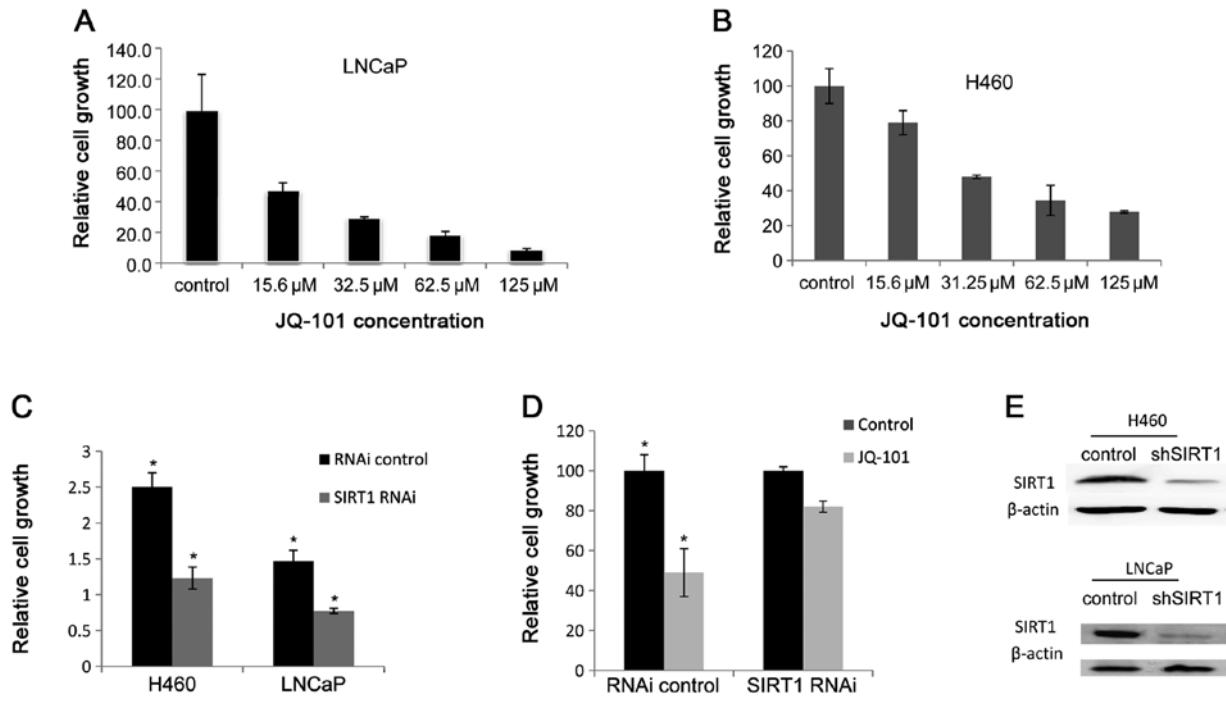 A
LNCaP
Relative cell growth
140.0
120.0
100.0
80.0
60.0
40.0
20.0
0.0
control 15.6 µM 32.5 µM 62.5 µM 125 µM
JQ-101 concentration
B
H460
Relative cell growth
120
100
80
60
40
20
0
control 15.6 µM 31.25 µM 62.5 µM 125 µM
JQ-101 concentration
C
Relative cell growth
3
2.5
2
1.5
1
0.5
0
* * * *
RNAi control
SIRT1 RNAi
H460 LNCaP
D
Relative cell growth
120
100
80
60
40
20
0
* *
Control
JQ-101
RNAi control SIRT1 RNAi
E
H460
control shSIRT1
SIRT1
β-actin
LNCaP
control shSIRT1
SIRT1
β-actin